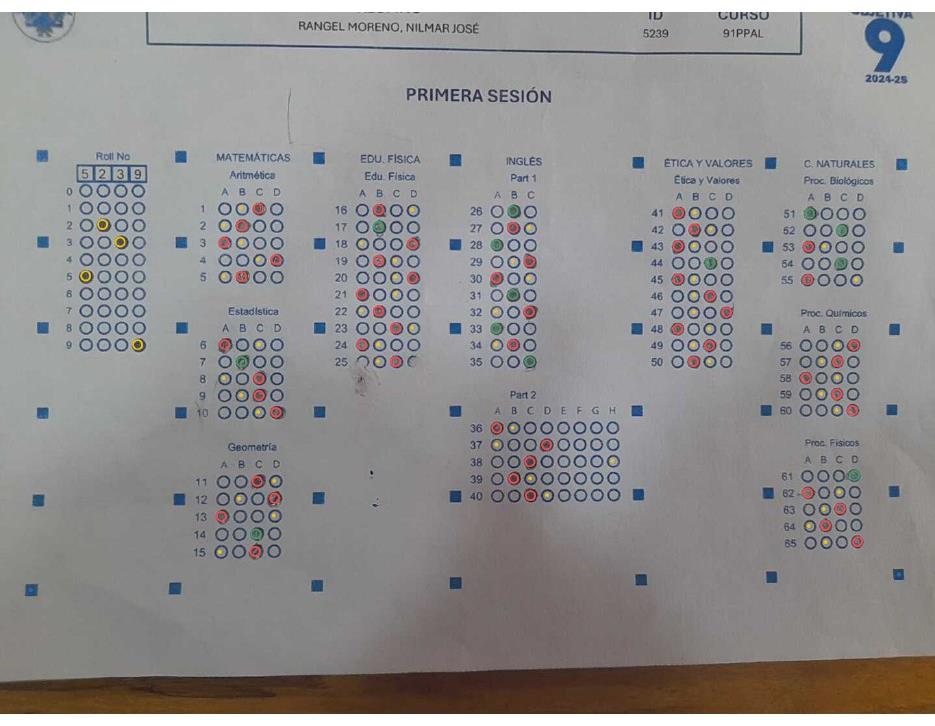 ID CURSO
RANGEL MORENO, NILMAR JOSÉ 5239 91PPAL
9
2024-25
PRIMERA SESIÓN
Roll No
5 2 3 9
0
1
2
3
4
5
6
7
8
9
MATEMÁTICAS
Aritmética
A B C D
1
2
3
4
5
Estadística
A B C D
6
7
8
9
10
Geometría
A B C D
11
12
13
14
15
EDU. FÍSICA
Edu. Física
A B C D
16
17
18
19
20
21
22
23
24
25
INGLÉS
Part 1
A B C
26
27
28
29
30
31
32
33
34
35
Part 2
A B C D E F G H
36
37
38
39
40
ÉTICA Y VALORES
Ética y Valores
A B C D
41
42
43
44
45
46
47
48
49
50
C. NATURALES
Proc. Biológicos
A B C D
51
52
53
54
55
Proc. Químicos
A B C D
56
57
58
59
60
Proc. Físicos
A B C D
61
62
63
64
65